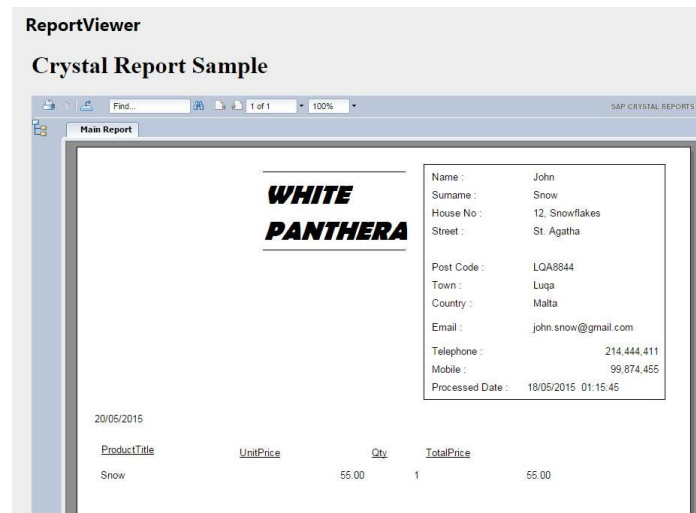 ReportViewer
Crystal Report Sample
Find... 1 of 1 100% SAP CRYSTAL REPORTS
Main Report
WHITE
PANTHERA
Name : John
Surname : Snow
House No : 12, Snowflakes
Street : St. Agatha
Post Code : LQA8844
Town : Luqa
Country : Malta
Email : john.snow@gmail.com
Telephone : 214,444,411
Mobile : 99,874,455
Processed Date : 18/05/2015 01:15:45
20/05/2015
ProductTitle UnitPrice Qty TotalPrice
Snow 55.00 1 55.00